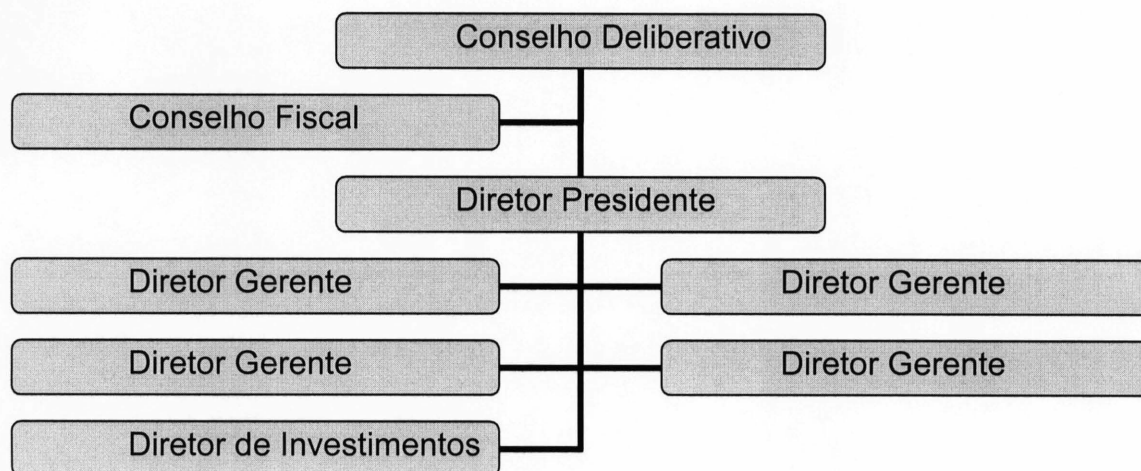 Conselho Deliberativo
Conselho Fiscal
Diretor Presidente
Diretor Gerente
Diretor Gerente
Diretor Gerente
Diretor Gerente
Diretor de Investimentos